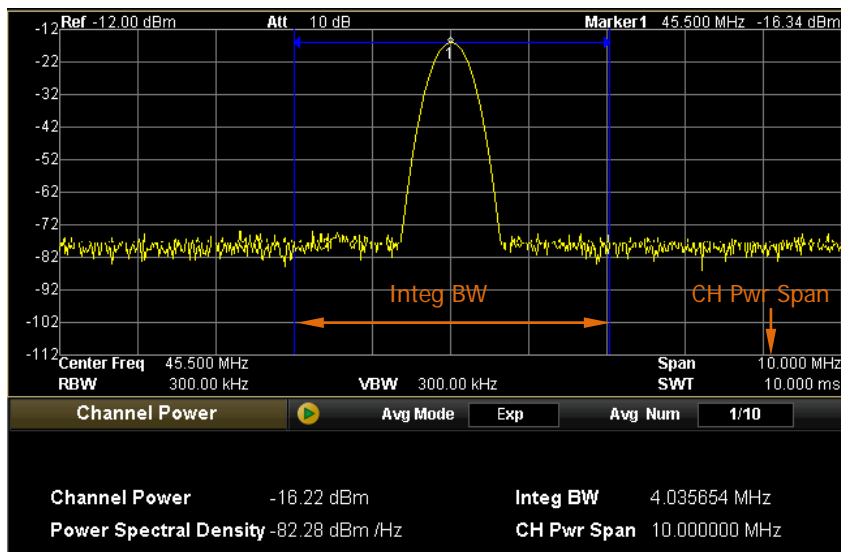 Ref -12.00 dBm Att 10 dB Marker1 45.500 MHz -16.34 dBm
-12
1
-22
-32
-42
-52
-62
-72
-82
-92
Integ BW CH Pwr Span
-102
-112
Center Freq 45.500 MHz Span 10.000 MHz
RBW 300.00 kHz VBW 300.00 kHz SWT 10.000 ms
Channel Power Avg Mode Exp Avg Num 1/10
Channel Power -16.22 dBm Integ BW 4.035654 MHz
Power Spectral Density -82.28 dBm /Hz CH Pwr Span 10.000000 MHz